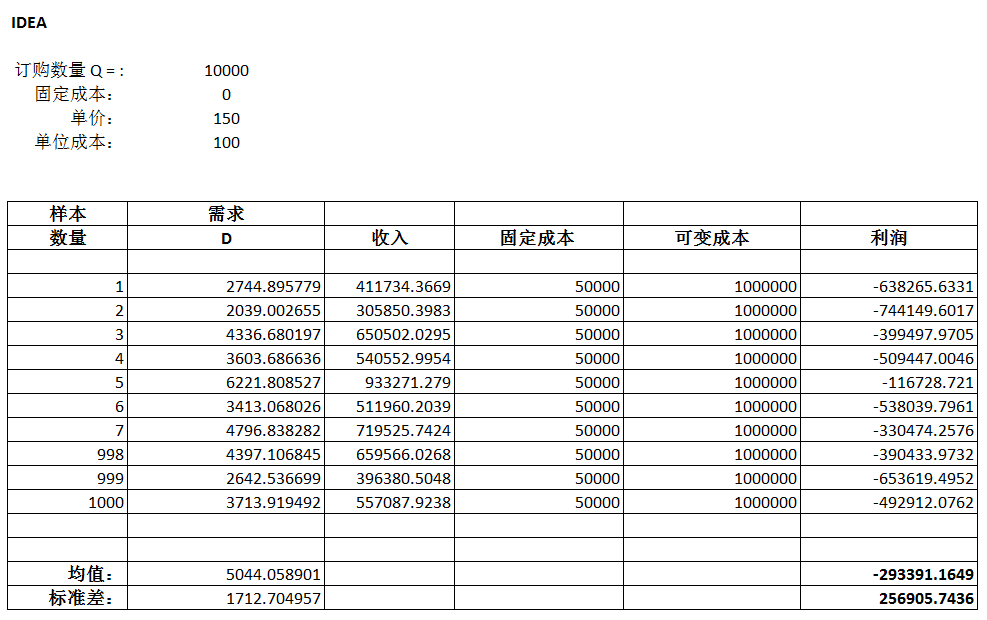 IDEA
订购数量 Q = : 10000
固定成本: 0
单价: 150
单位成本: 100
样本 需求
数量 D 收入 固定成本 可变成本 利润
1 2744.895779 411734.3669 50000 1000000 -638265.6331
2 2039.002655 305850.3983 50000 1000000 -744149.6017
3 4336.680197 650502.0295 50000 1000000 -399497.9705
4 3603.686636 540552.9954 50000 1000000 -509447.0046
5 6221.808527 933271.279 50000 1000000 -116728.721
6 3413.068026 511960.2039 50000 1000000 -538039.7961
7 4796.838282 719525.7424 50000 1000000 -330474.2576
998 4397.106845 659566.0268 50000 1000000 -390433.9732
999 2642.536699 396380.5048 50000 1000000 -653619.4952
1000 3713.919492 557087.9238 50000 1000000 -492912.0762
均值: 5044.058901 -293391.1649
标准差: 1712.704957 256905.7436